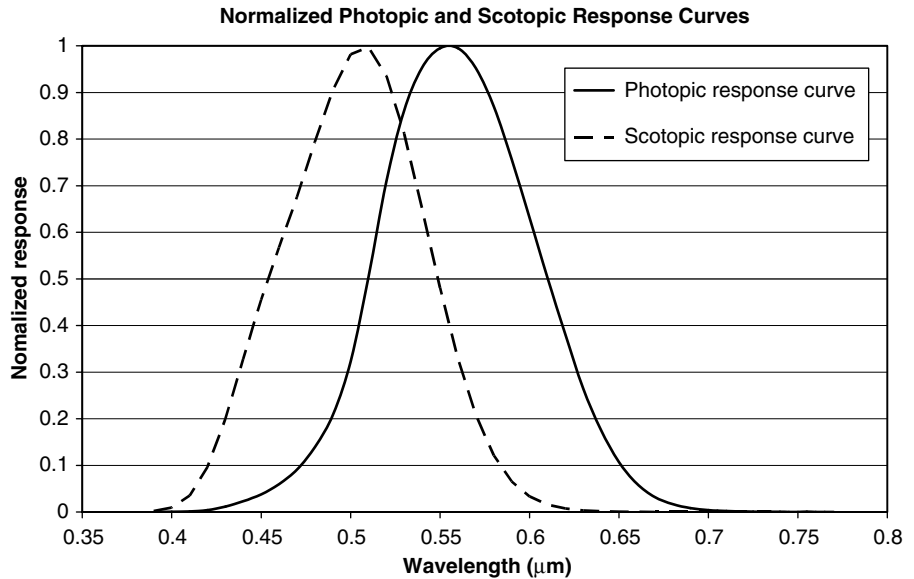 Normalized Photopic and Scotopic Response Curves
1
0.9
0.8
0.7
0.6
0.5
0.4
0.3
0.2
0.1
0
Nomalized response
Photopic response curve
Scotopic response curve
0.35 0.4 0.45 0.5 0.55 0.6 0.65 0.7 0.75 0.8
Wavelength (μm)